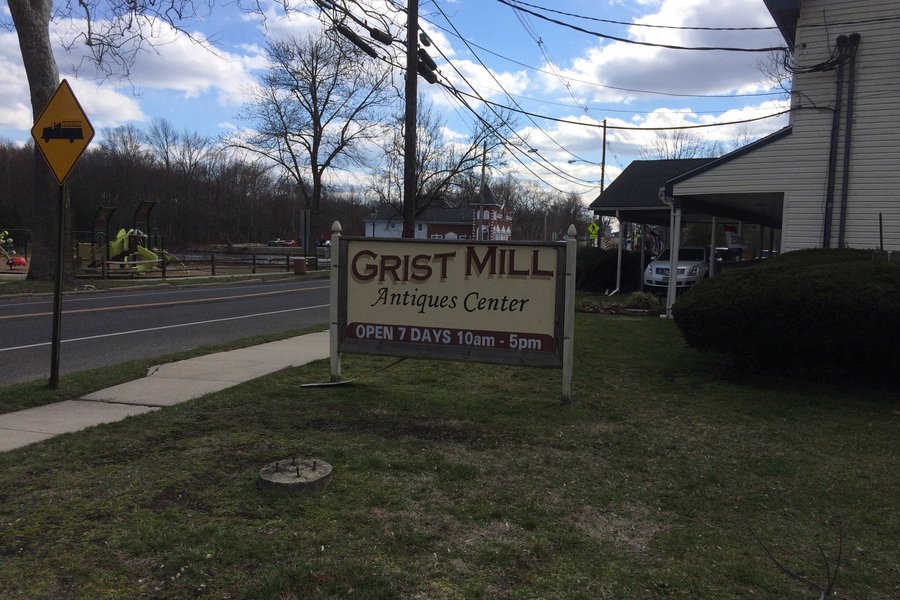 GRIST MILL
Antiques Center
OPEN 7 DAYS 10am - 5pm